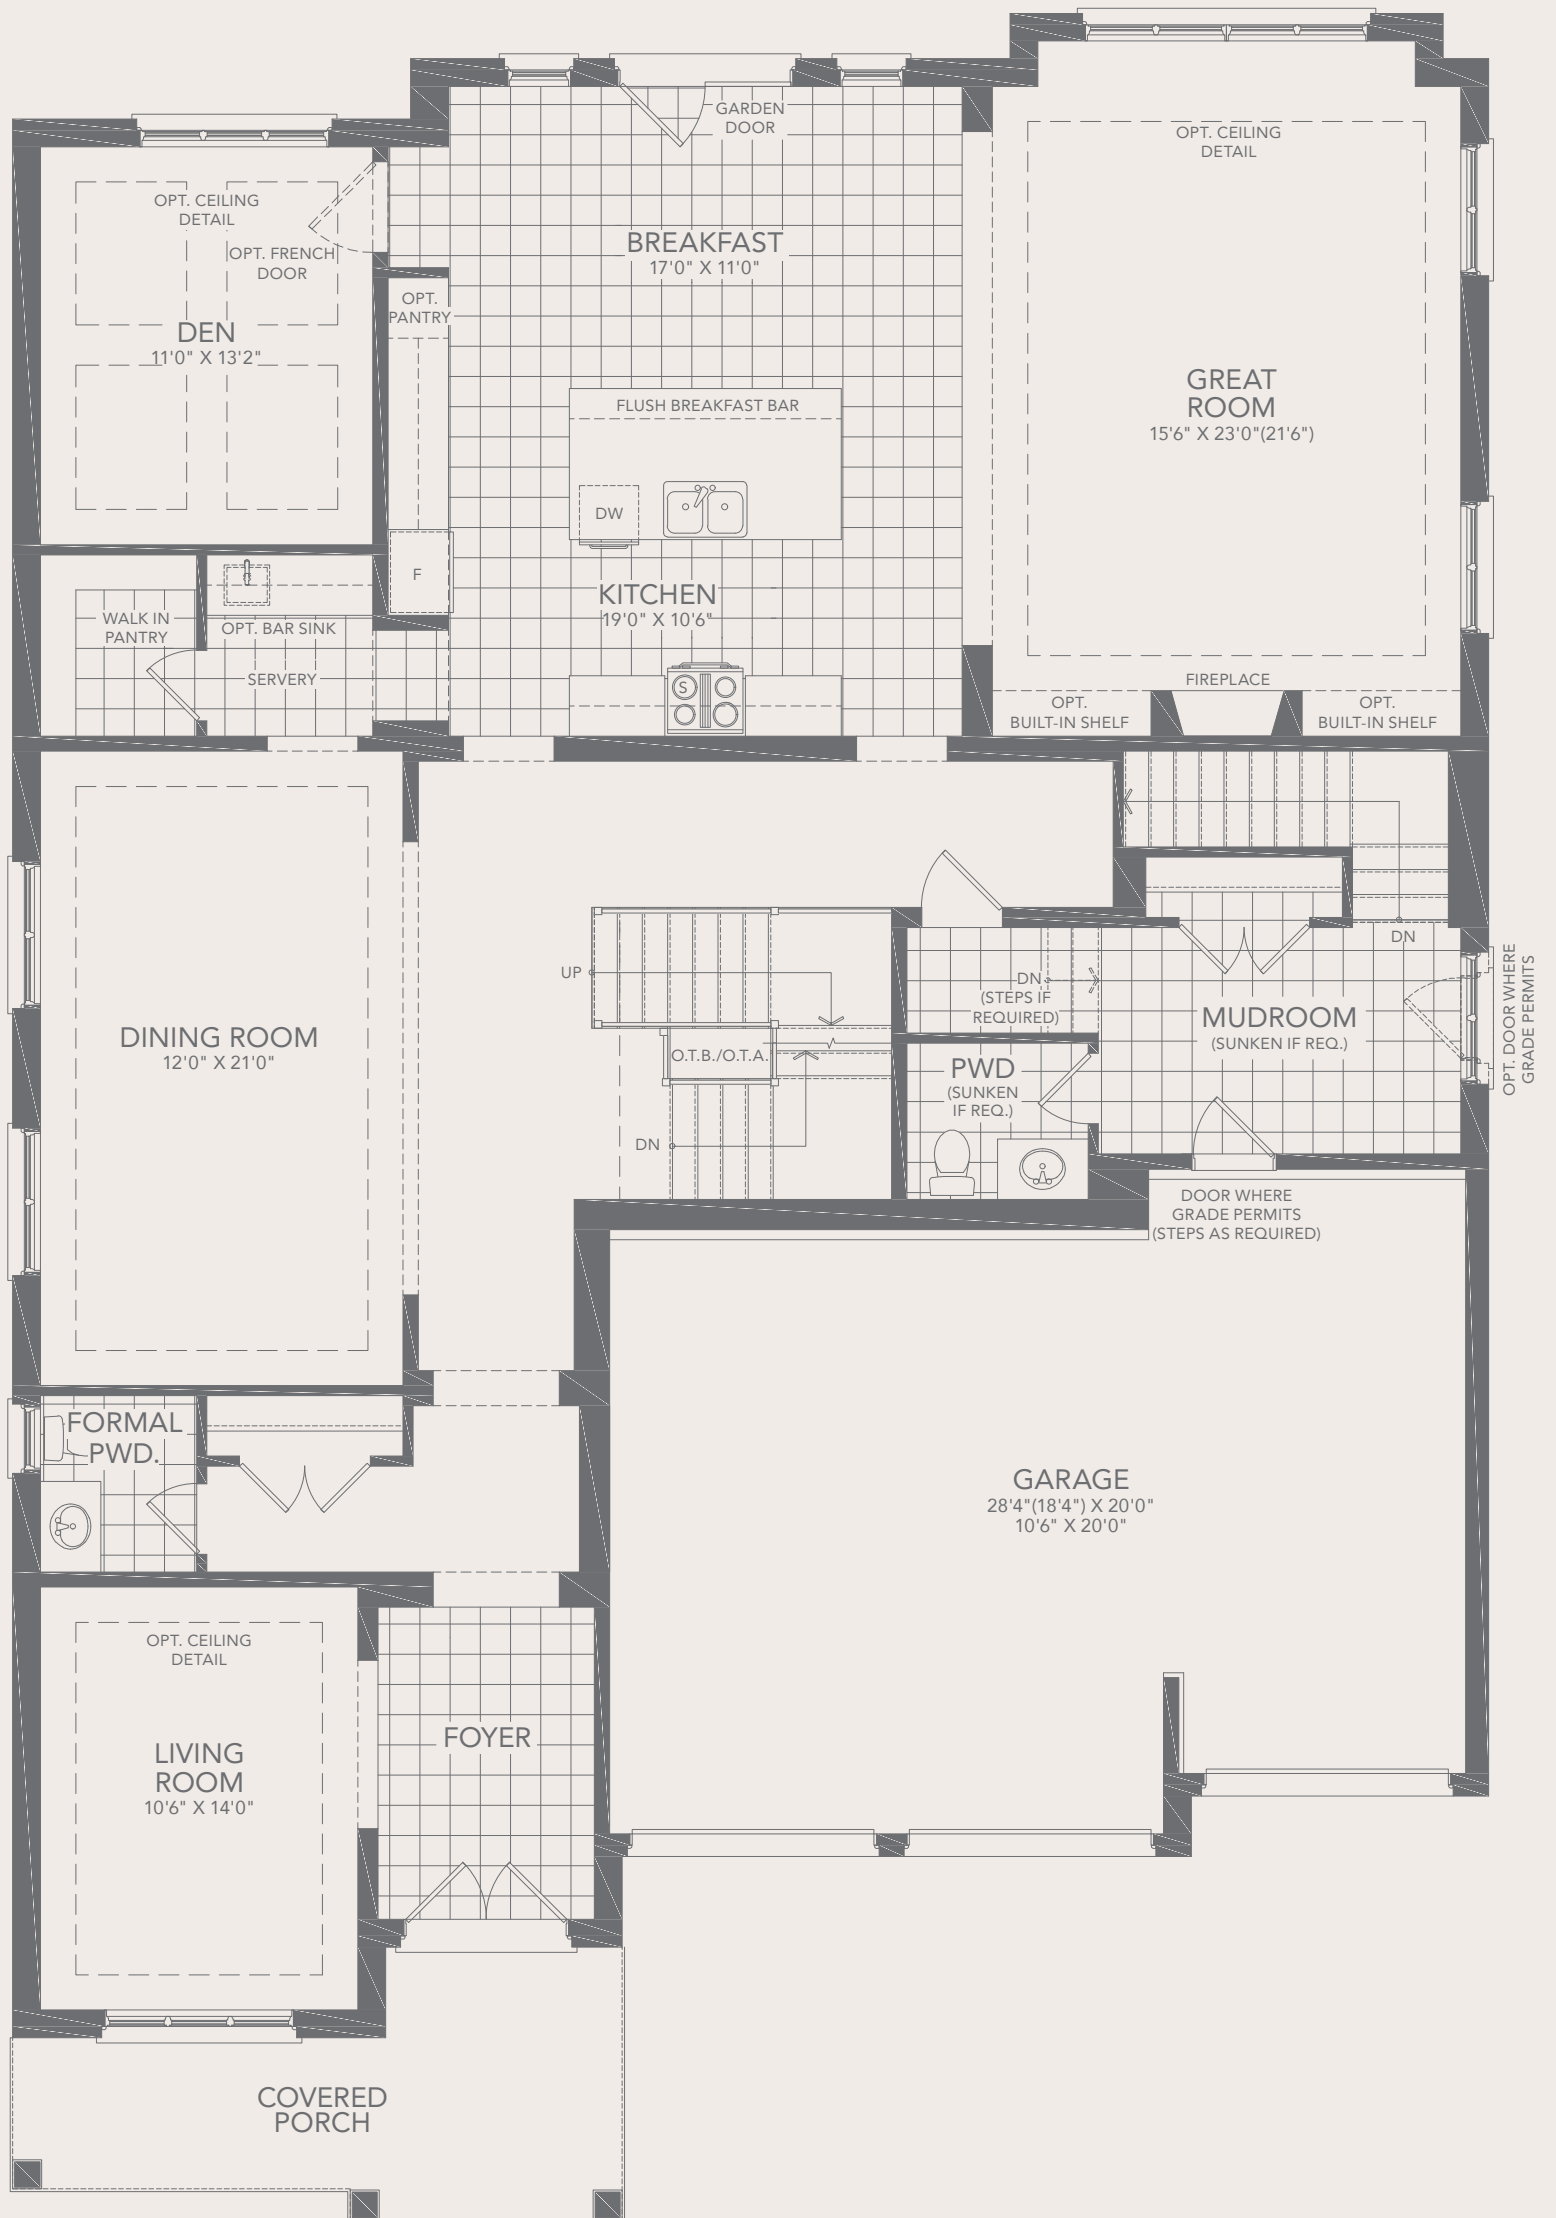 GARDEN
DOOR
OPT. CEILING
DETAIL
OPT. CEILING
DETAIL
OPT. FRENCH
DOOR
BREAKFAST
17'0" X 11'0"
OPT.
PANTRY
DEN
11'0" X 13'2"
GREAT
ROOM
15'6" X 23'0"(21'6")
FLUSH BREAKFAST BAR
DW
F
KITCHEN
19'0" X 10'6"
WALK IN
PANTRY
OPT. BAR SINK
SERVERY
S
FIREPLACE
OPT.
BUILT-IN SHELF
OPT.
BUILT-IN SHELF
DN
UP
DN
(STEPS IF
REQUIRED)
MUDROOM
(SUNKEN IF REQ.)
OPT. DOOR WHERE
GRADE PERMITS
DINING ROOM
12'0" X 21'0"
O.T.B./O.T.A.
PWD
(SUNKEN
IF REQ.)
DN
DOOR WHERE
GRADE PERMITS
(STEPS AS REQUIRED)
FORMAL
PWD.
GARAGE
28'4"(18'4") X 20'0"
10'6" X 20'0"
OPT. CEILING
DETAIL
FOYER
LIVING
ROOM
10'6" X 14'0"
COVERED
PORCH